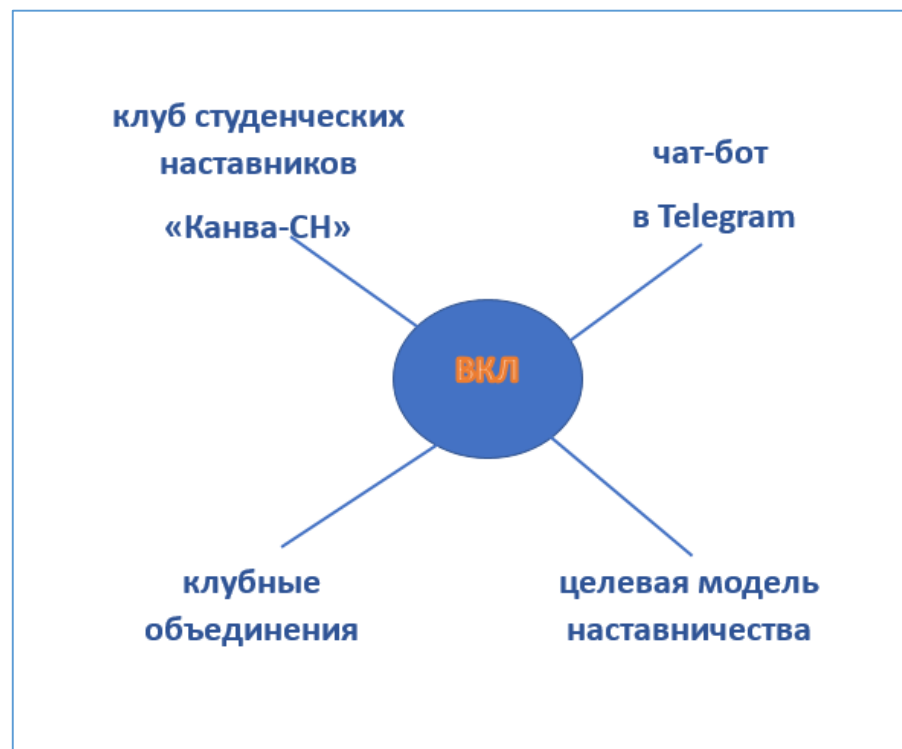 клуб студенческих
наставников
«Канва-СН»
чат-бот
в Telegram
ВКЛ
клубные
объединения
целевая модель
наставничества